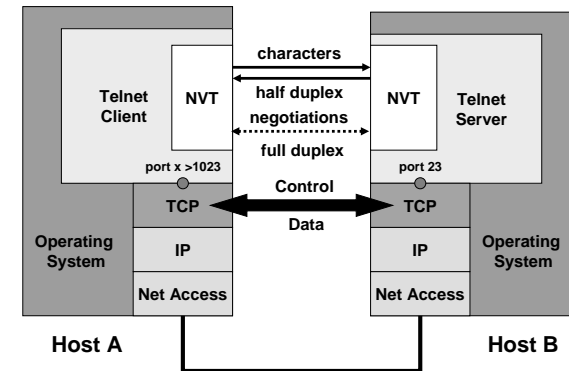 characters
Telnet
Client
NVT
half duplex
NVT
Telnet
Server
negotiations
port x >1023
full duplex
port 23
Control
TCP
TCP
Data
Operating
System
IP
IP
Operating
System
Net Access
Net Access
Host A
Host B